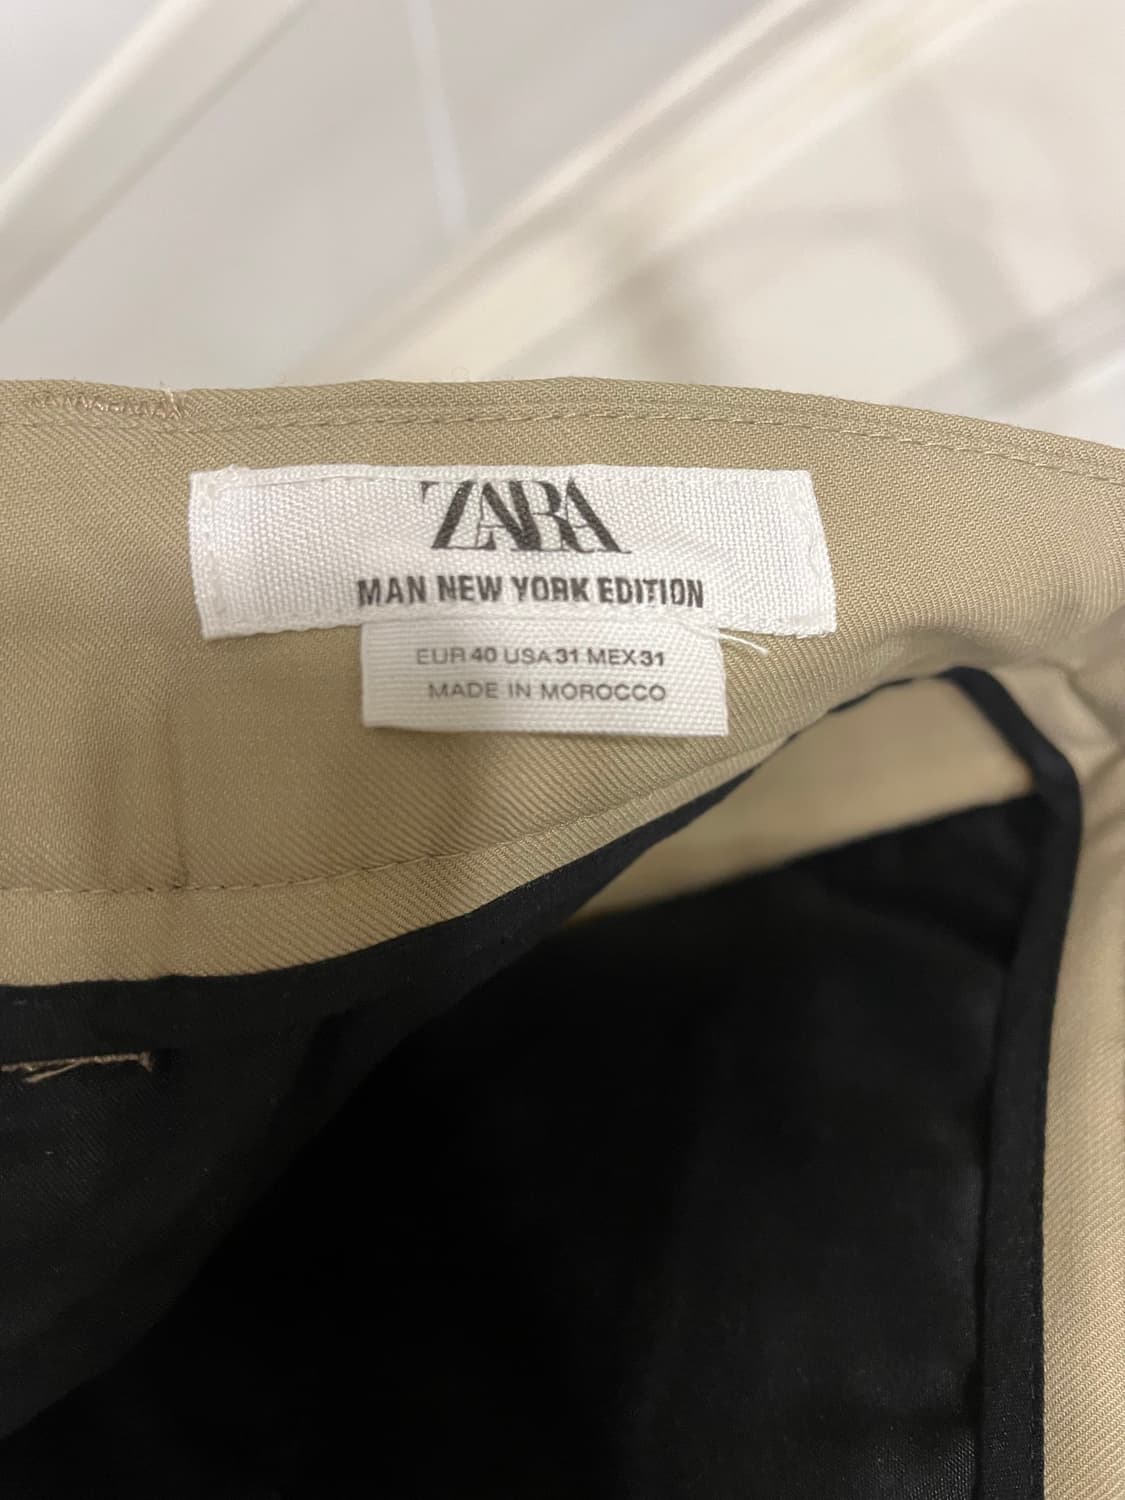 ZARA
MAN NEW YORK EDITION
EUR 40 USA 31 MEX 31
MADE IN MOROCCO